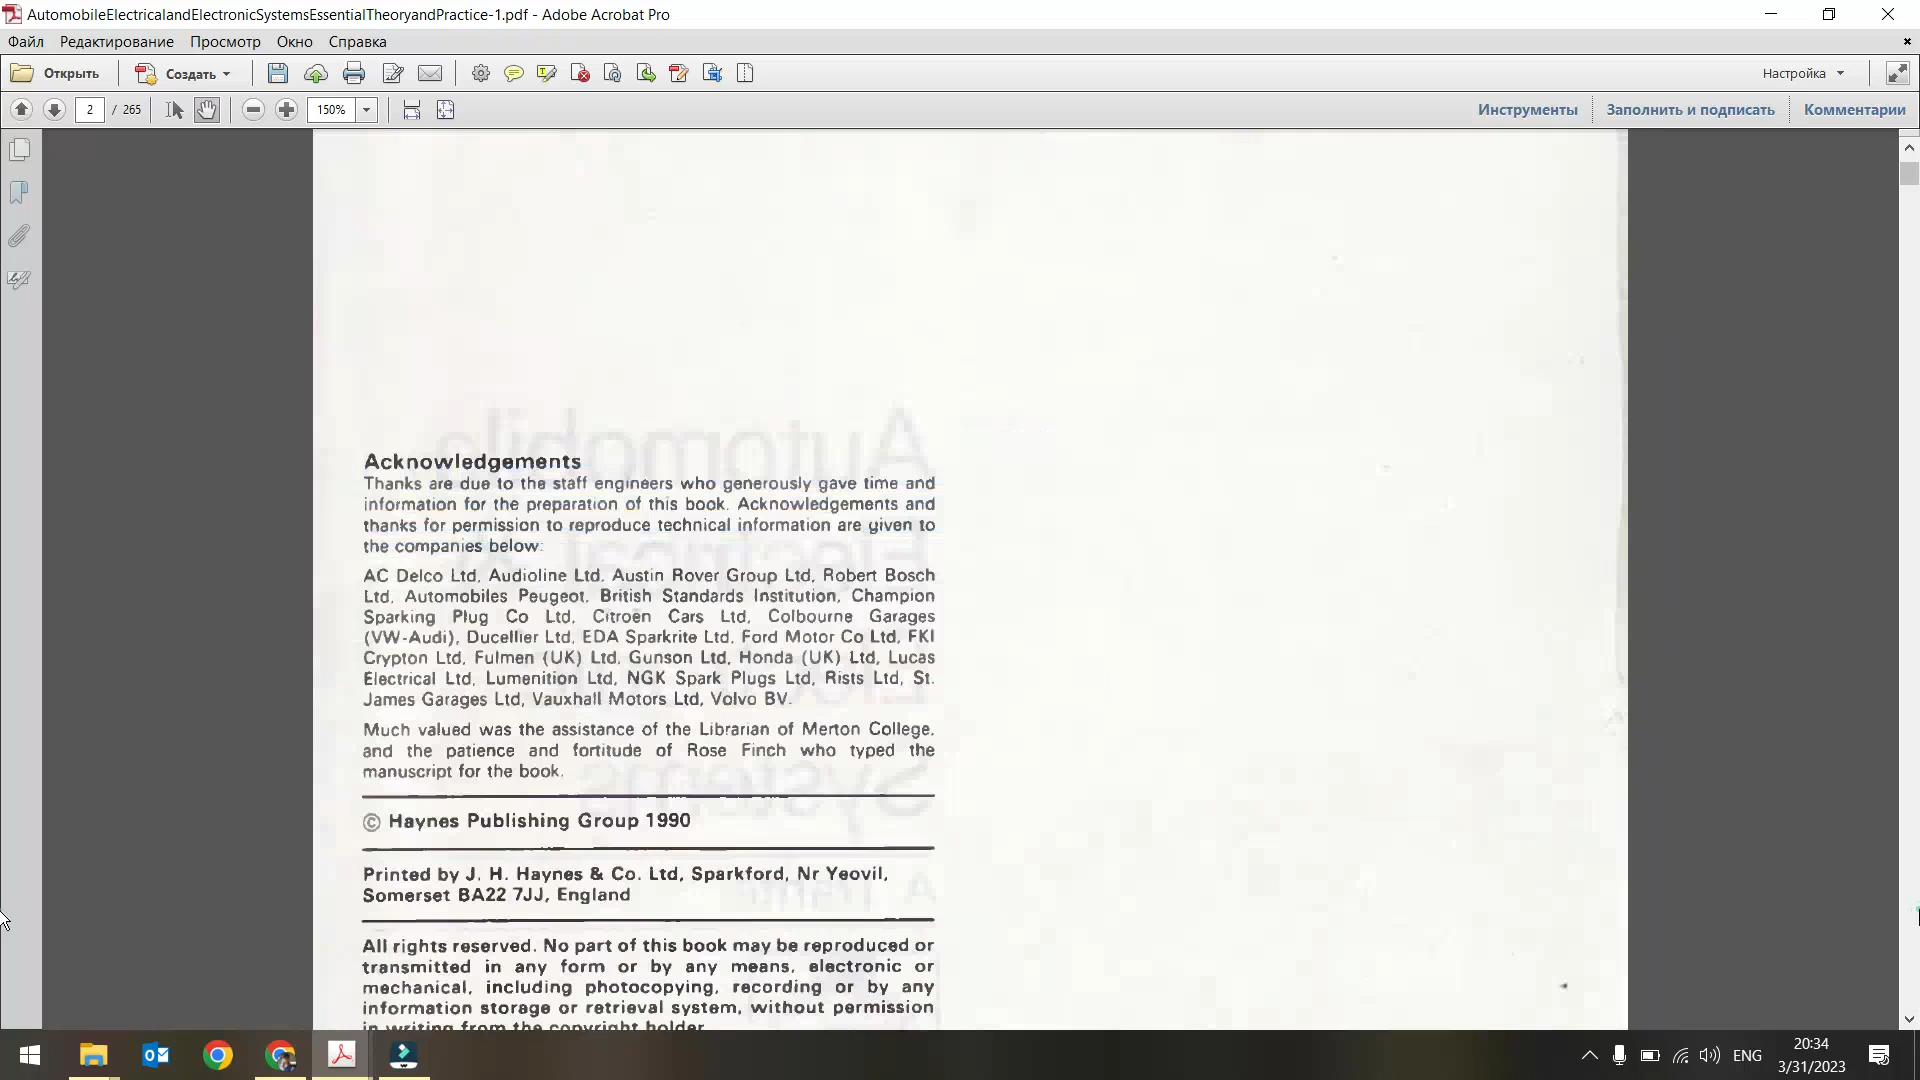 AutomobileElectricalandElectronicSystemsEssentialTheoryandPractice-1.pdf - Adobe Acrobat Pro
Файл Редактирование Просмотр Окно Справка
Открыть Создать Настройка
2 / 265 150% Инструменты Заполнить и подписать Комментарии
Acknowledgements
Thanks are due to the staff engineers who generously gave time and
information for the preparation of this book. Acknowledgements and
thanks for permission to reproduce technical information are given to
the companies below:
AC Delco Ltd, Audioline Ltd. Austin Rover Group Ltd, Robert Bosch
Ltd, Automobiles Peugeot. British Standards Institution, Champion
Sparking Plug Co Ltd, Citroën Cars Ltd, Colbourne Garages
(VW-Audi), Ducellier Ltd, EDA Sparkrite Ltd, Ford Motor Co Ltd, FKI
Crypton Ltd, Fulmen (UK) Ltd, Gunson Ltd, Honda (UK) Ltd, Lucas
Electrical Ltd, Lumenition Ltd, NGK Spark Plugs Ltd, Rists Ltd, St.
James Garages Ltd, Vauxhall Motors Ltd, Volvo BV.
Much valued was the assistance of the Librarian of Merton College,
and the patience and fortitude of Rose Finch who typed the
manuscript for the book.
© Haynes Publishing Group 1990
Printed by J. H. Haynes & Co. Ltd, Sparkford, Nr Yeovil,
Somerset BA22 7JJ, England
All rights reserved. No part of this book may be reproduced or
transmitted in any form or by any means, electronic or
mechanical, including photocopying, recording or by any
information storage or retrieval system, without permission
in writing from the copyright holder.
ENG
20:34
3/31/2023